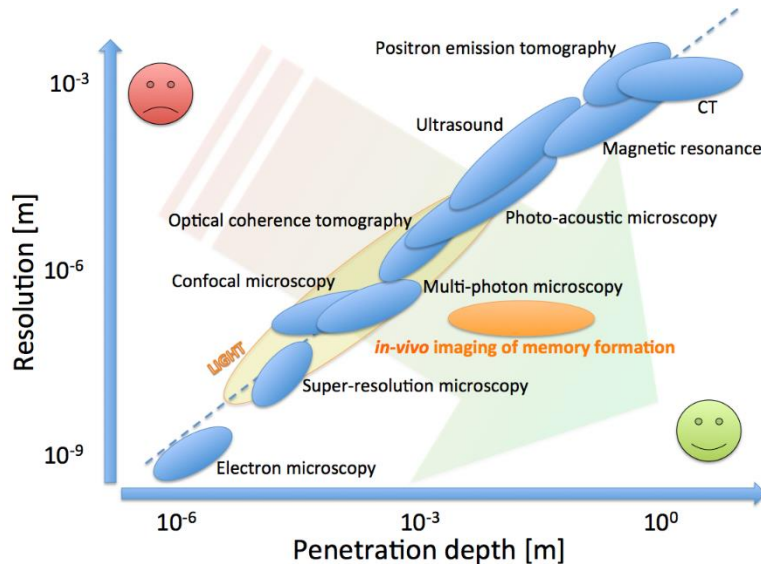 Positron emission tomography
10-3
CT
Ultrasound
Magnetic resonance
Optical coherence tomography
Photo-acoustic microscopy
10-6
Confocal microscopy
Multi-photon microscopy
in-vivo imaging of memory formation
LIGHT
Super-resolution microscopy
10-9
Electron microscopy
Resolution [m]
10-6
10-3
100
Penetration depth [m]